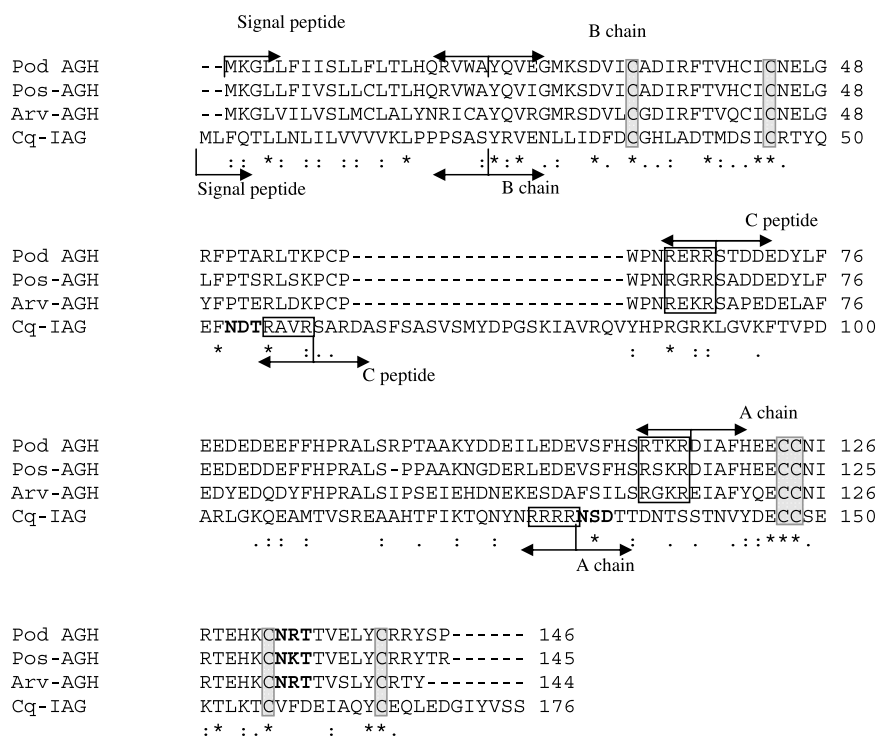 Signal peptide
B chain
Pod AGH --MKGLLFIISLLFLTLHQRVWAYQVEGMKSDVICADIRFTVHCICNELG 48
Pos-AGH --MKGLLFIVSLLCLTLHQRVWAYQVIGMKSDVICADIRFTVHCICNELG 48
Arv-AGH --MKGLVILVSLMCLALYNRICAYQVRGMRSDVLCGDIRFTVQCICNELG 48
Cq-IAG MLFQTLLNLILVVVVKLPPPSASYRVENLLIDFDCGHLADTMDSICRTYQ 50
:: *: :: :: : * :*:* .: * *.. : *: : **.
Signal peptide B chain
C peptide
Pod AGH RFPTARLTKPCP----------------------WPNRERRSTDDEDYLF 76
Pos-AGH LFPTSRLSKPCP----------------------WPNRGRRSADDEDYLF 76
Arv-AGH YFPTERLDKPCP----------------------WPNREKRSAPEDELAF 76
Cq-IAG EFNDTRAVRSARDASFSASVSMYDPGSKIAVRQVYHPRGRKLGVKFTVPD 100
* * :.. : * :: .
C peptide
A chain
Pod AGH EEDEDEEFFHPRALSRPTAAKYDDEILEDEVSFHSRTKRDIAFHEECCNI 126
Pos-AGH EEDEDEDFFHPRALS-PPAAKNGDERLEDEVSFHSRSKRDIAFHEECCNI 125
Arv-AGH EDYEDQDYFHPRALSIPSEIEHDNEKESDAFSILSRGKREIAFYQECCNI 126
Cq-IAG ARLGKQEAMTVSREAAHTFIKTQNYNRRRRNSDTTDNTSSTNVYDECCSE 150
.:: : : . : : * : . .::***.
A chain
Pod AGH RTEHKCNRTTVELYCRRYSP------ 146
Pos-AGH RTEHKCNKTTVELYCRRYTR------ 145
Arv-AGH RTEHKCNRTTVSLYCRTY-------- 144
Cq-IAG KTLKTCVFDEIAQYCEQLEDGIYVSS 176
:* :. * : **.